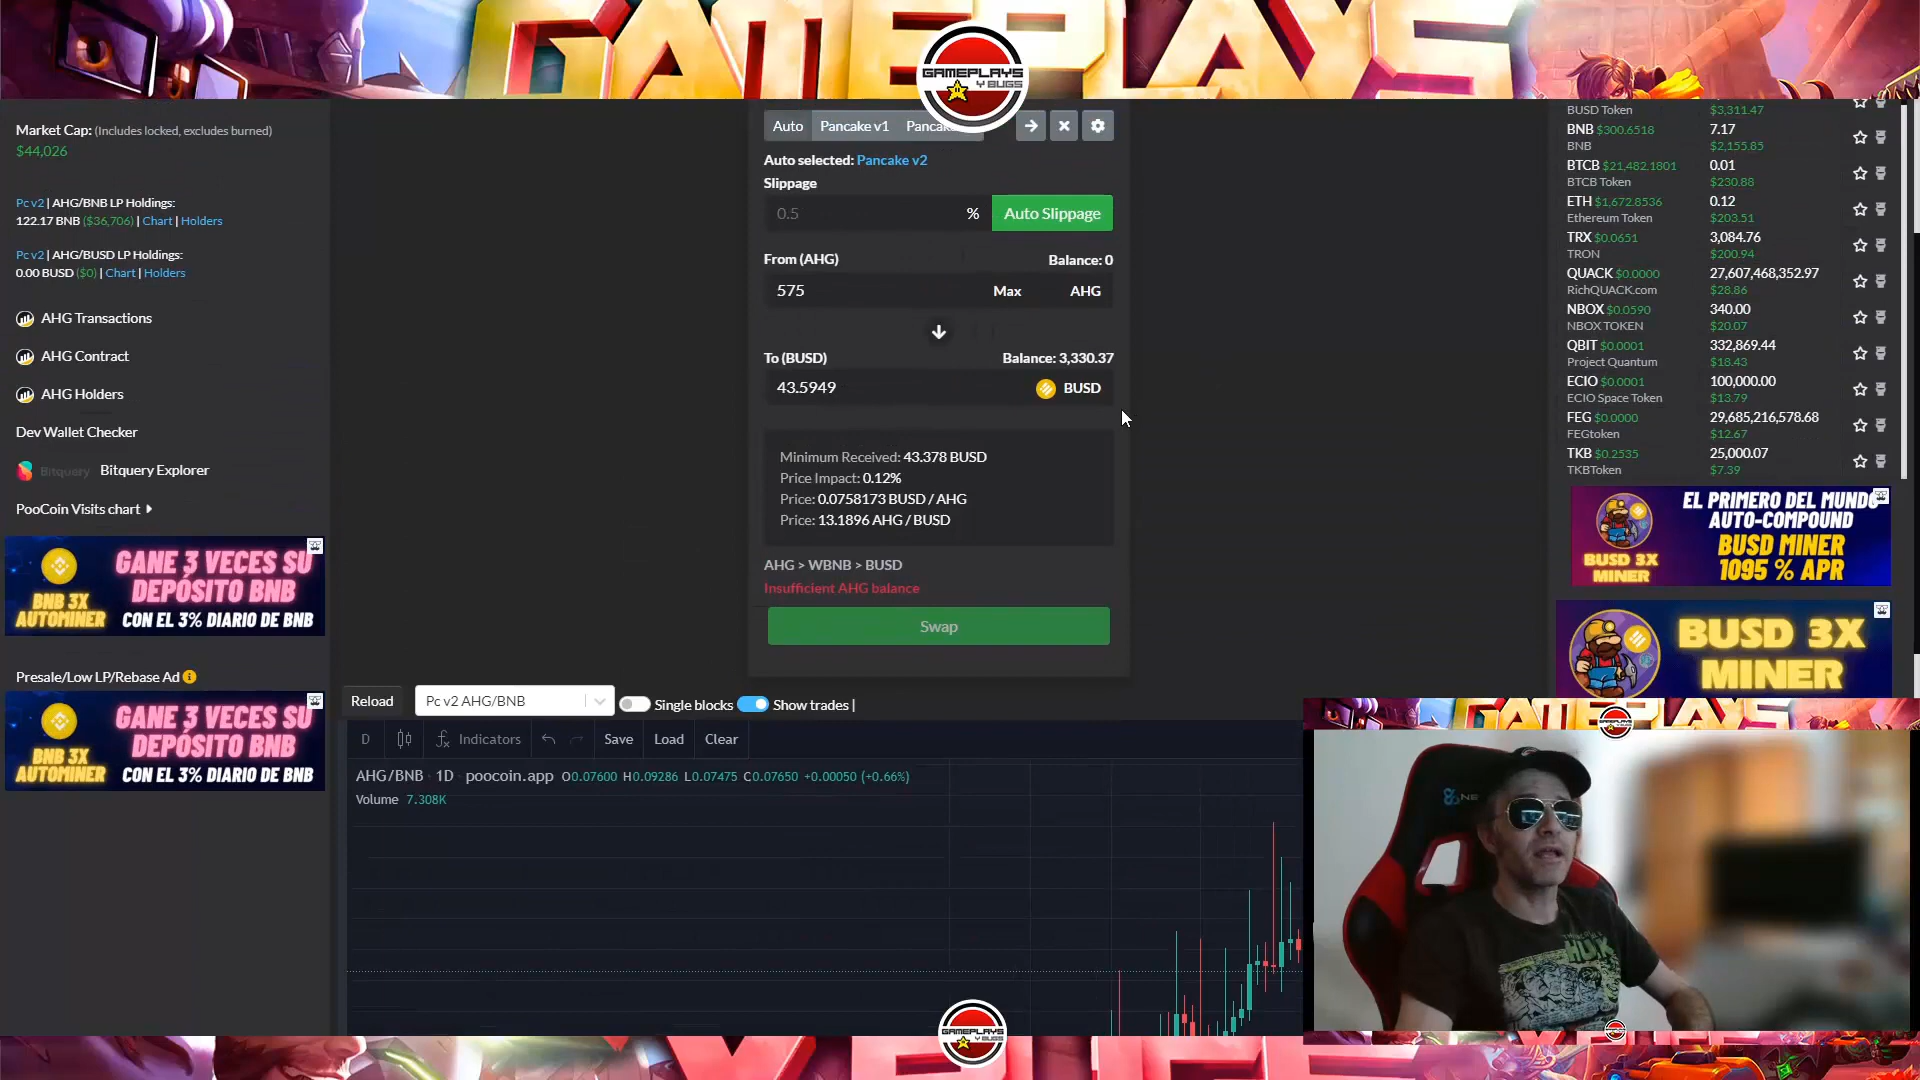 GAMEPLAYS
GAMEPLAYS
Y BUGS
Market Cap: (Includes locked, excludes burned)
$44,026
Pc v2 | AHG/BNB LP Holdings:
122.17 BNB ($36,706) | Chart | Holders
Pc v2 | AHG/BUSD LP Holdings:
0.00 BUSD ($0) | Chart | Holders
AHG Transactions
AHG Contract
AHG Holders
Dev Wallet Checker
Bitquery Bitquery Explorer
PooCoin Visits chart
GANE 3 VECES SU
DEPÓSITO BNB
BNB 3X
AUTOMINER
CON EL 3% DIARIO DE BNB
Presale/Low LP/Rebase Ad
GANE 3 VECES SU
DEPÓSITO BNB
BNB 3X
AUTOMINER
CON EL 3% DIARIO DE BNB
Auto Pancake v1
Auto selected: Pancake v2
Slippage
0.5 % Auto Slippage
From (AHG) Balance: 0
575 Max AHG
To (BUSD) Balance: 3,330.37
43.5949 BUSD
Minimum Received: 43.378 BUSD
Price Impact: 0.12%
Price: 0.0758173 BUSD / AHG
Price: 13.1896 AHG / BUSD
AHG > WBNB > BUSD
Insufficient AHG balance
Swap
Reload Pc v2 AHG/BNB Single blocks Show trades |
D Indicators Save Load Clear
AHG/BNB · 1D · poocoin.app O0.07600 H0.09286 L0.07475 C0.07650 +0.00050 (+0.66%)
Volume 7.308K
BUSD Token $3,311.47
BNB $300.6518 7.17
BNB $2,155.85
BTCB $21,482.1801 0.01
BTCB Token $230.88
ETH $1,672.8536 0.12
Ethereum Token $203.51
TRX $0.0651 3,084.76
TRON $200.94
QUACK $0.0000 27,607,468,352.97
RichQUACK.com $28.86
NBOX $0.0590 340.00
NBOX TOKEN $20.07
QBIT $0.0001 332,869.44
Project Quantum $18.43
ECIO $0.0001 100,000.00
ECIO Space Token $13.79
FEG $0.0000 29,685,216,578.68
FEGtoken $12.67
TKB $0.2535 25,000.07
TKBToken $7.39
EL PRIMERO DEL MUNDO
AUTO-COMPOUND
BUSD MINER
1095 % APR
BUSD 3X
MINER
BUSD 3X
MINER
GAMEPLAYS
HULK
GAMEPLAYS
Y BUGS